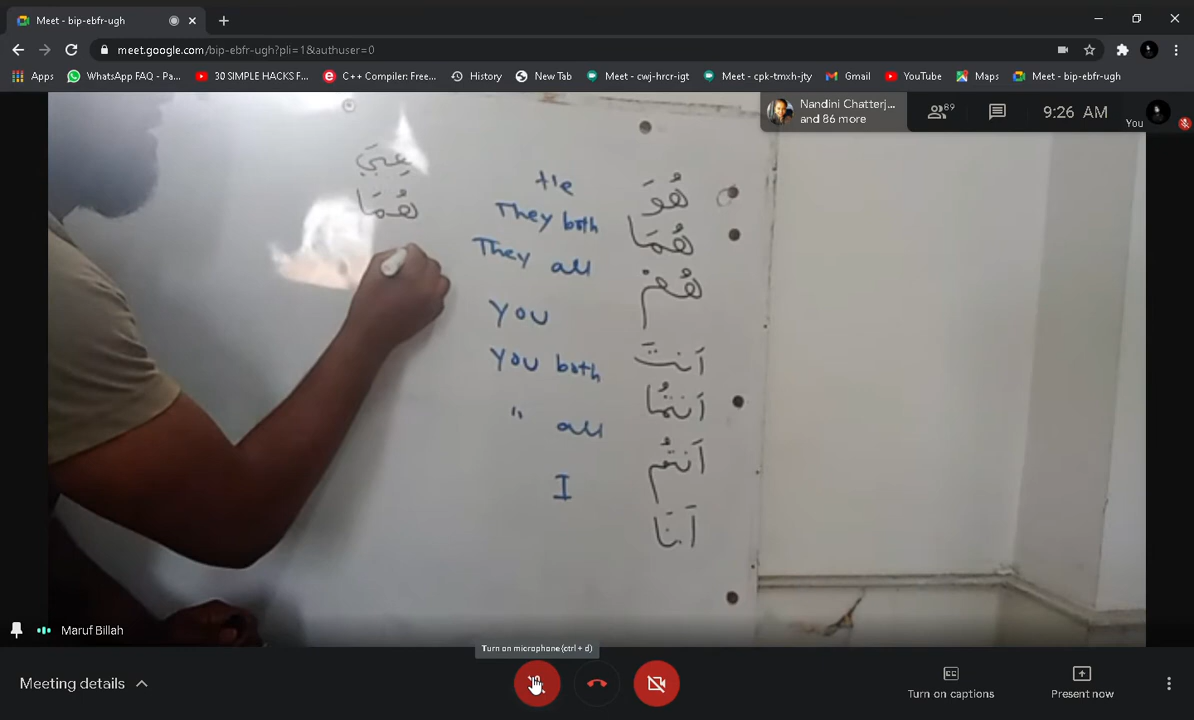 Meet - bip-ebfr-ugh
meet.google.com/bip-ebfr-ugh?pli=1&authuser=0
Apps WhatsApp FAQ - Pa... 30 SIMPLE HACKS F... C++ Compiler: Free... History New Tab Meet - cwj-hrcr-igt Meet - cpk-tmxh-jty Gmail YouTube Maps Meet - bip-ebfr-ugh
Nandini Chatterj...
and 86 more
89
9:26 AM
You
هُوَ
He
هُمَا
They both
هُمَا
هُمْ
They all
اَنتَ
You
اَنتُمَا
You both
اَنتُم
" all
اَنَا
I
Maruf Billah
Turn on microphone (ctrl + d)
Meeting details
Turn on captions
Present now